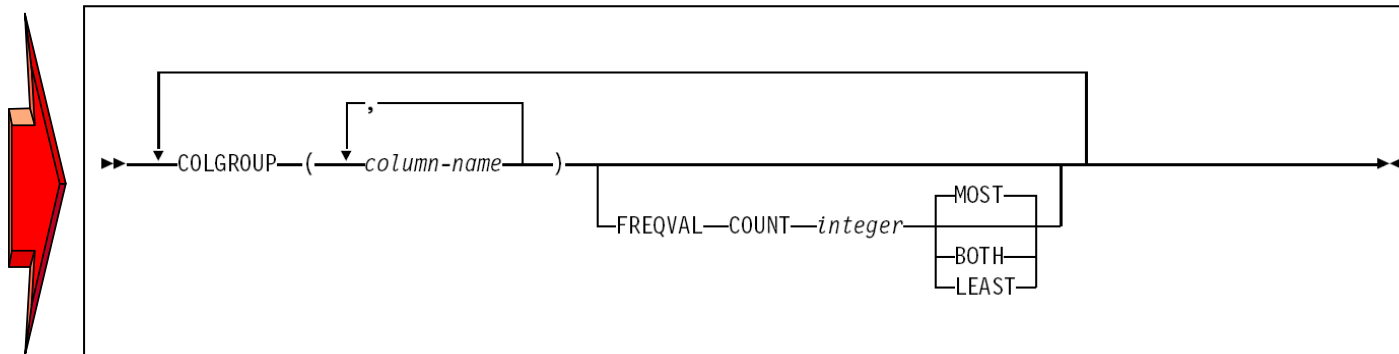 ,
COLGROUP ( column-name )
MOST
FREQVAL COUNT integer
BOTH
LEAST